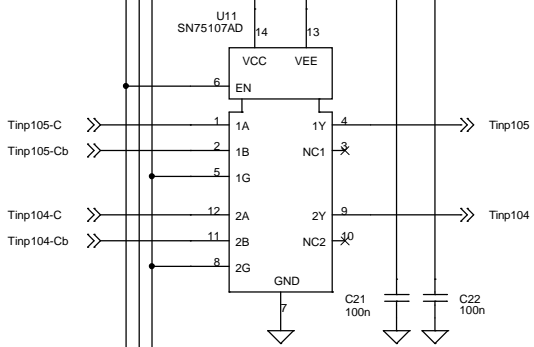 U11
SN75107AD
14 13
VCC VEE
6 EN
Tinp105-C 1 1A 1Y 4 Tinp105
Tinp105-Cb 2 1B NC1 3
5 1G
Tinp104-C 12 2A 2Y 9 Tinp104
Tinp104-Cb 11 2B NC2 10
8 2G
GND
7
C21 C22
100n 100n